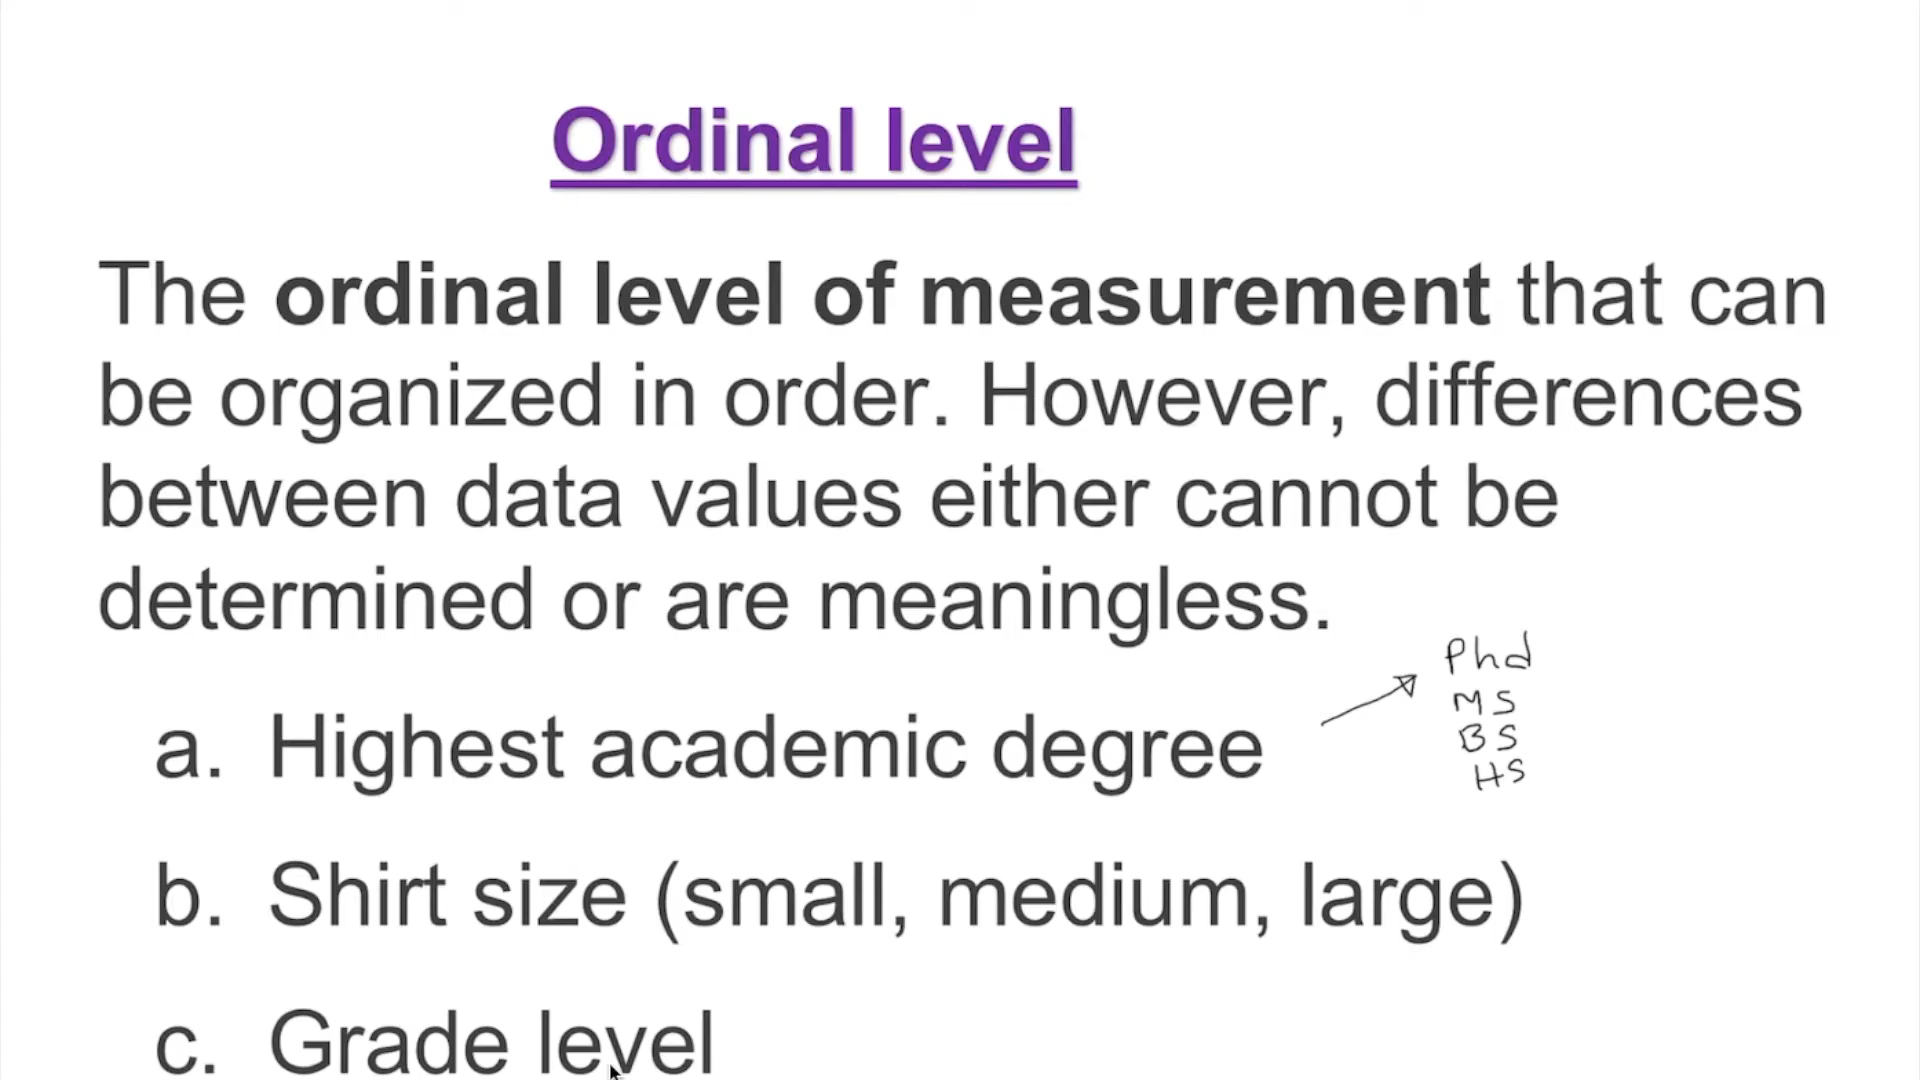 Ordinal level
The ordinal level of measurement that can
be organized in order. However, differences
between data values either cannot be
determined or are meaningless.
a. Highest academic degree
Phd
MS
BS
HS
b. Shirt size (small, medium, large)
c. Grade level